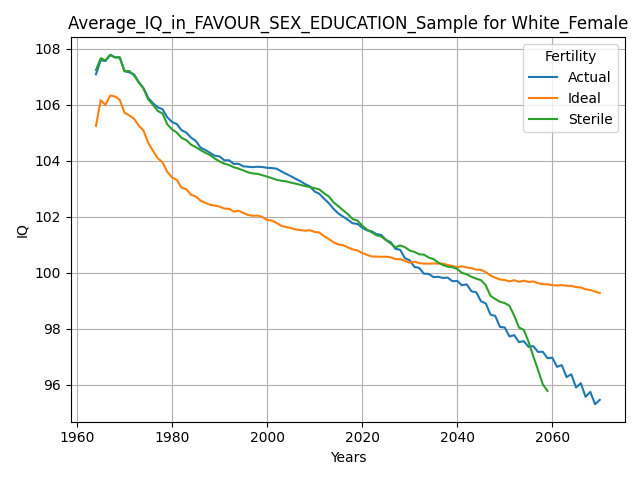 Average_IQ_in_FAVOUR_SEX_EDUCATION_Sample for White_Female
108
106
104
102
100
98
96
IQ
Fertility
Actual
Ideal
Sterile
1960
1980
2000
2020
2040
2060
Years